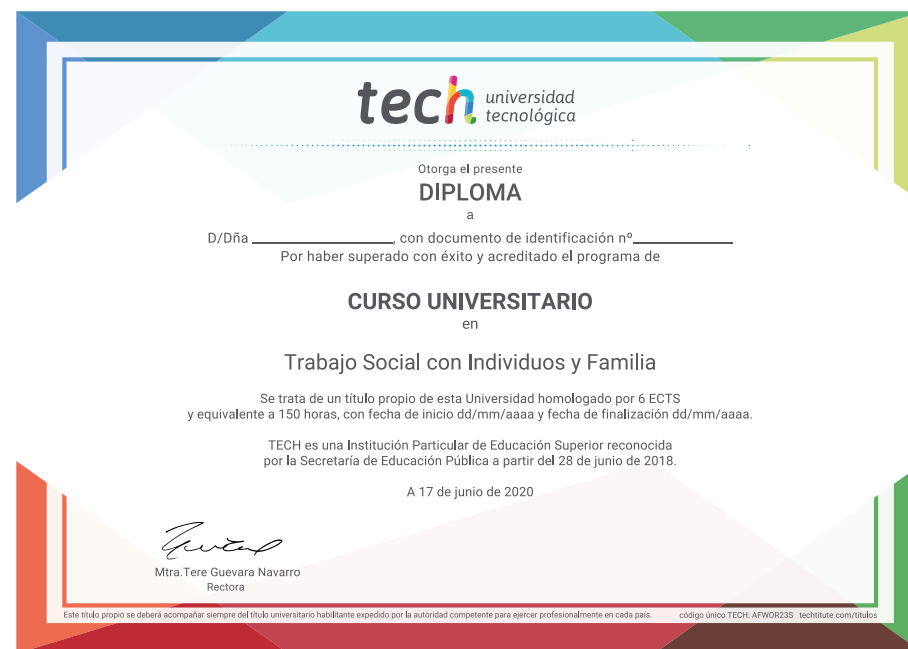 tech universidad
tecnológica
Otorga el presente
DIPLOMA
a
D/Dña ____________________, con documento de identificación nº______________
Por haber superado con éxito y acreditado el programa de
CURSO UNIVERSITARIO
en
Trabajo Social con Individuos y Familia
Se trata de un título propio de esta Universidad homologado por 6 ECTS
y equivalente a 150 horas, con fecha de inicio dd/mm/aaaa y fecha de finalización dd/mm/aaaa.
TECH es una Institución Particular de Educación Superior reconocida
por la Secretaría de Educación Pública a partir del 28 de junio de 2018.
A 17 de junio de 2020
Mtra.Tere Guevara Navarro
Rectora
Este título propio se deberá acompañar siempre del título universitario habilitante expedido por la autoridad competente para ejercer profesionalmente en cada país. código único TECH: AFWOR23S techtitute.com/titulos